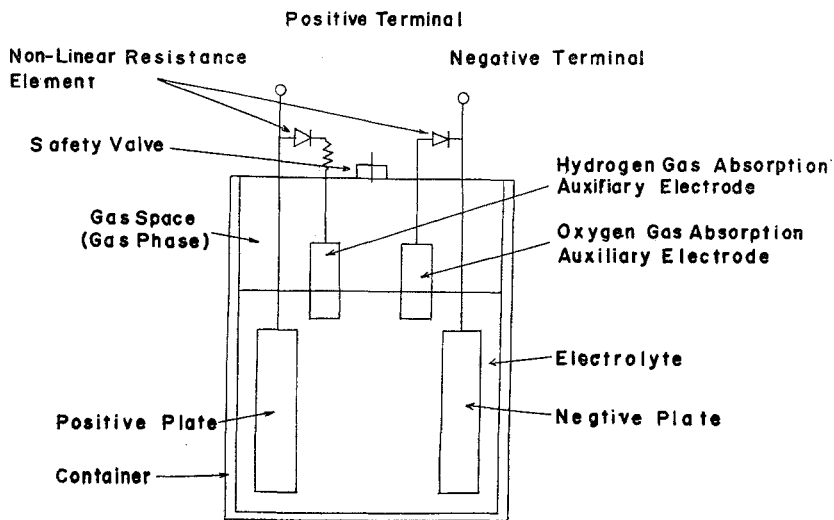 Positive Terminal
Non-Linear Resistance
Element
Negative Terminal
Safety Valve
Hydrogen Gas Absorption
Auxifiary Electrode
Gas Space
(Gas Phase)
Oxygen Gas Absorption
Auxiliary Electrode
Electrolyte
Positive Plate
Negtive Plate
Container